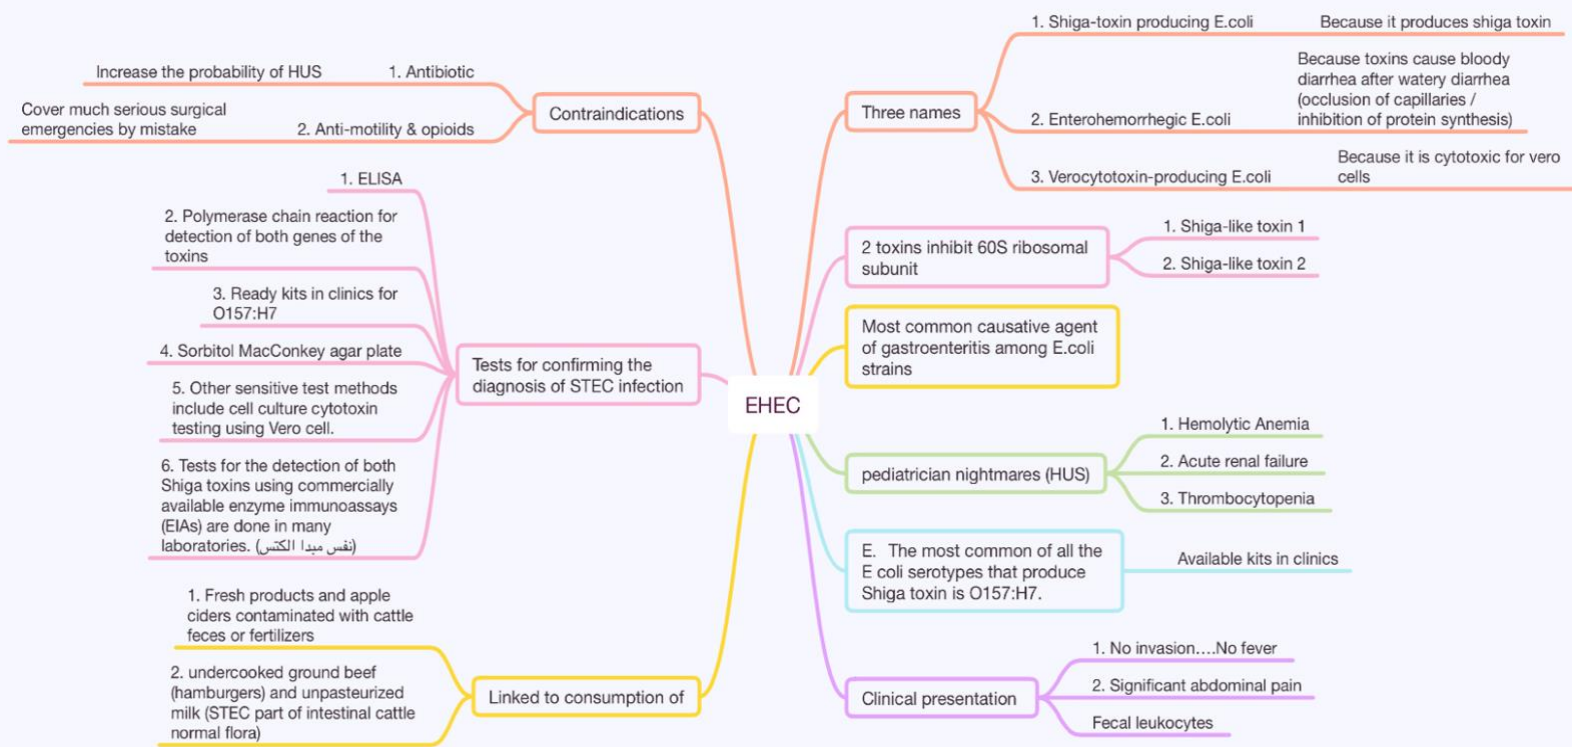 EHEC
Three names
1. Shiga-toxin producing E.coli
Because it produces shiga toxin
2. Enterohemorrhegic E.coli
Because toxins cause bloody
diarrhea after watery diarrhea
(occlusion of capillaries /
inhibition of protein synthesis)
3. Verocytotoxin-producing E.coli
Because it is cytotoxic for vero
cells
2 toxins inhibit 60S ribosomal
subunit
1. Shiga-like toxin 1
2. Shiga-like toxin 2
Most common causative agent
of gastroenteritis among E.coli
strains
pediatrician nightmares (HUS)
1. Hemolytic Anemia
2. Acute renal failure
3. Thrombocytopenia
E. The most common of all the
E coli serotypes that produce
Shiga toxin is O157:H7.
Available kits in clinics
Clinical presentation
1. No invasion....No fever
2. Significant abdominal pain
Fecal leukocytes
Contraindications
1. Antibiotic
Increase the probability of HUS
2. Anti-motility & opioids
Cover much serious surgical
emergencies by mistake
Tests for confirming the
diagnosis of STEC infection
1. ELISA
2. Polymerase chain reaction for
detection of both genes of the
toxins
3. Ready kits in clinics for
O157:H7
4. Sorbitol MacConkey agar plate
5. Other sensitive test methods
include cell culture cytotoxin
testing using Vero cell.
6. Tests for the detection of both
Shiga toxins using commercially
available enzyme immunoassays
(EIAs) are done in many
laboratories. (نفس مبدا الكتس)
Linked to consumption of
1. Fresh products and apple
ciders contaminated with cattle
feces or fertilizers
2. undercooked ground beef
(hamburgers) and unpasteurized
milk (STEC part of intestinal cattle
normal flora)